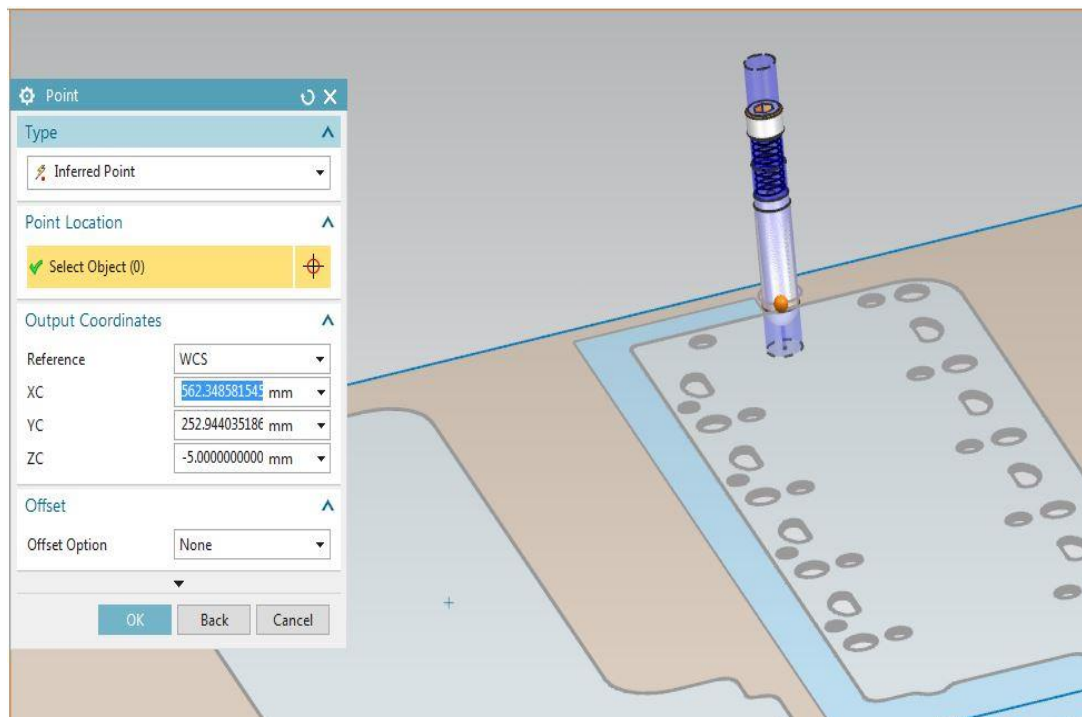 Point
Type
Inferred Point
Point Location
Select Object (0)
Output Coordinates
Reference WCS
XC 562.348581545 mm
YC 252.944035186 mm
ZC -5.0000000000 mm
Offset
Offset Option None
OK Back Cancel